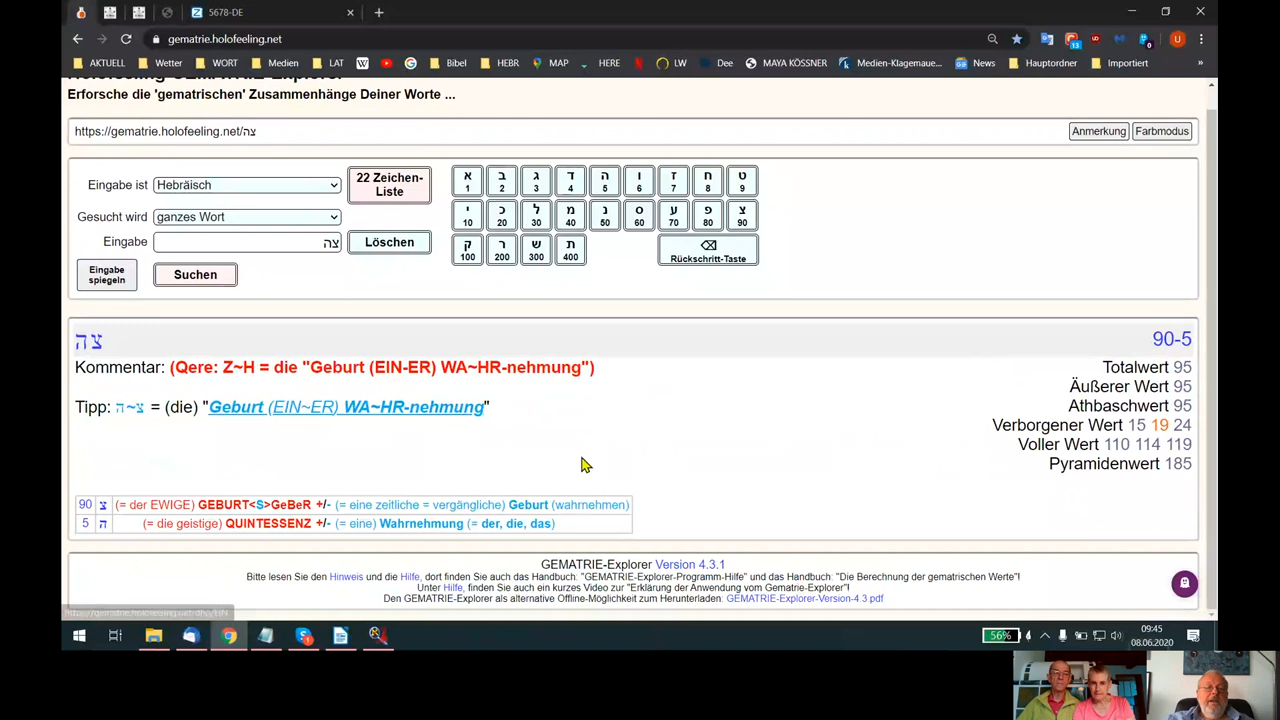 5678-DE
gematrie.holofeeling.net
AKTUELL Wetter WORT Medien LAT Bibel HEBR MAP HERE LW Dee MAYA KÖSSNER Medien-Klagemaue... News Hauptordner Importiert
Erforsche die 'gematrischen' Zusammenhänge Deiner Worte ...
https://gematrie.holofeeling.net/צה
Anmerkung Farbmodus
Eingabe ist Hebräisch
22 Zeichen-Liste
Gesucht wird ganzes Wort
Eingabe צה
Löschen
Eingabe spiegeln
Suchen
א ב ג ד ה ו ז ח ט
1 2 3 4 5 6 7 8 9
י כ ל מ נ ס ע פ צ
10 20 30 40 50 60 70 80 90
ק ר ש ת
100 200 300 400
Rückschritt-Taste
צה 90-5
Kommentar: (Qere: Z~H = die "Geburt (EIN-ER) WA~HR-nehmung")
Tipp: צ~ה = (die) "Geburt (EIN~ER) WA~HR-nehmung"
Totalwert 95
Äußerer Wert 95
Athbaschwert 95
Verborgener Wert 15 19 24
Voller Wert 110 114 119
Pyramidenwert 185
90 צ (= der EWIGE) GEBURT<S>GeBeR +/- (= eine zeitliche = vergängliche) Geburt (wahrnehmen)
5 ה (= die geistige) QUINTESSENZ +/- (= eine) Wahrnehmung (= der, die, das)
GEMATRIE-Explorer Version 4.3.1
Bitte lesen Sie den Hinweis und die Hilfe, dort finden Sie auch das Handbuch: "GEMATRIE-Explorer-Programm-Hilfe" und das Handbuch: "Die Berechnung der gematrischen Werte"!
Unter Hilfe, finden Sie auch ein kurzes Video zur "Erklärung der Anwendung vom Gematrie-Explorer"!
Den GEMATRIE-Explorer als alternative Offline-Möglichkeit zum Herunterladen: GEMATRIE-Explorer-Version-4.3.pdf
56%
09:45
08.06.2020